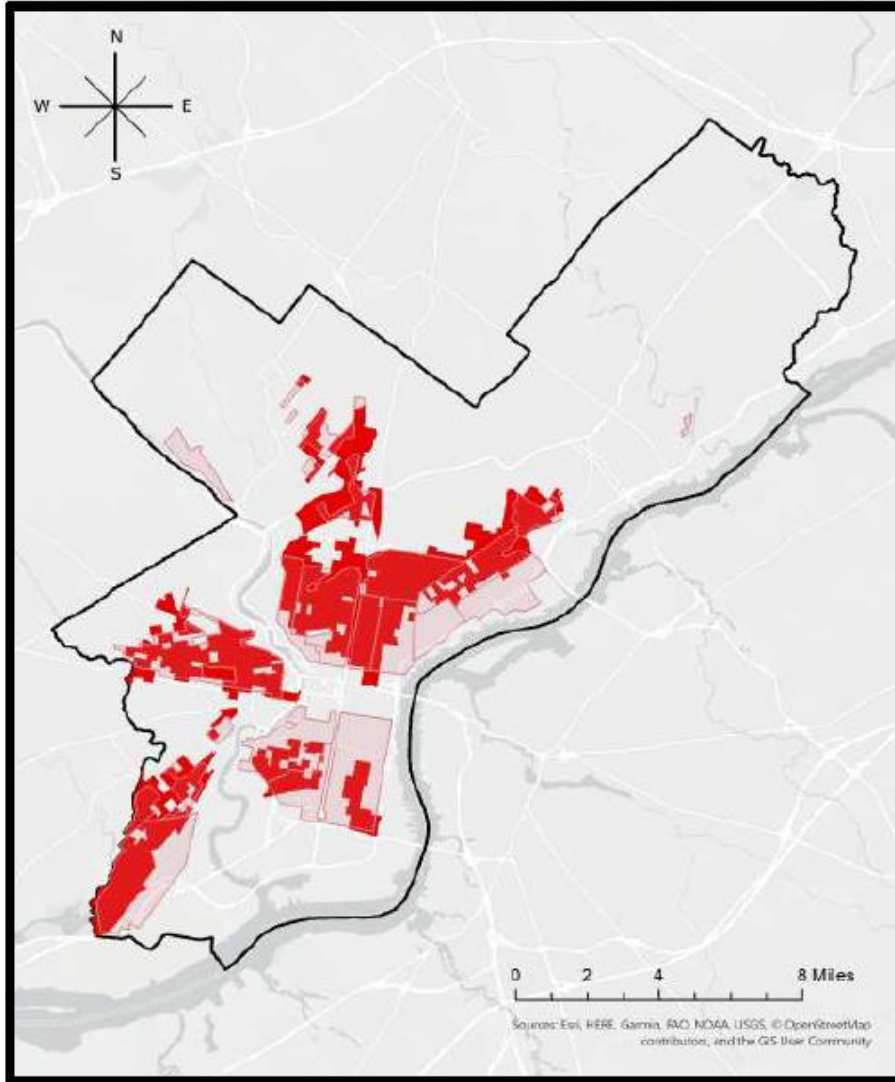 N
W E
S
0 2 4 8 Miles
Sources: Esri, HERE, Garmin, FAO, NOAA, USGS, © OpenStreetMap
contributors, and the GIS User Community